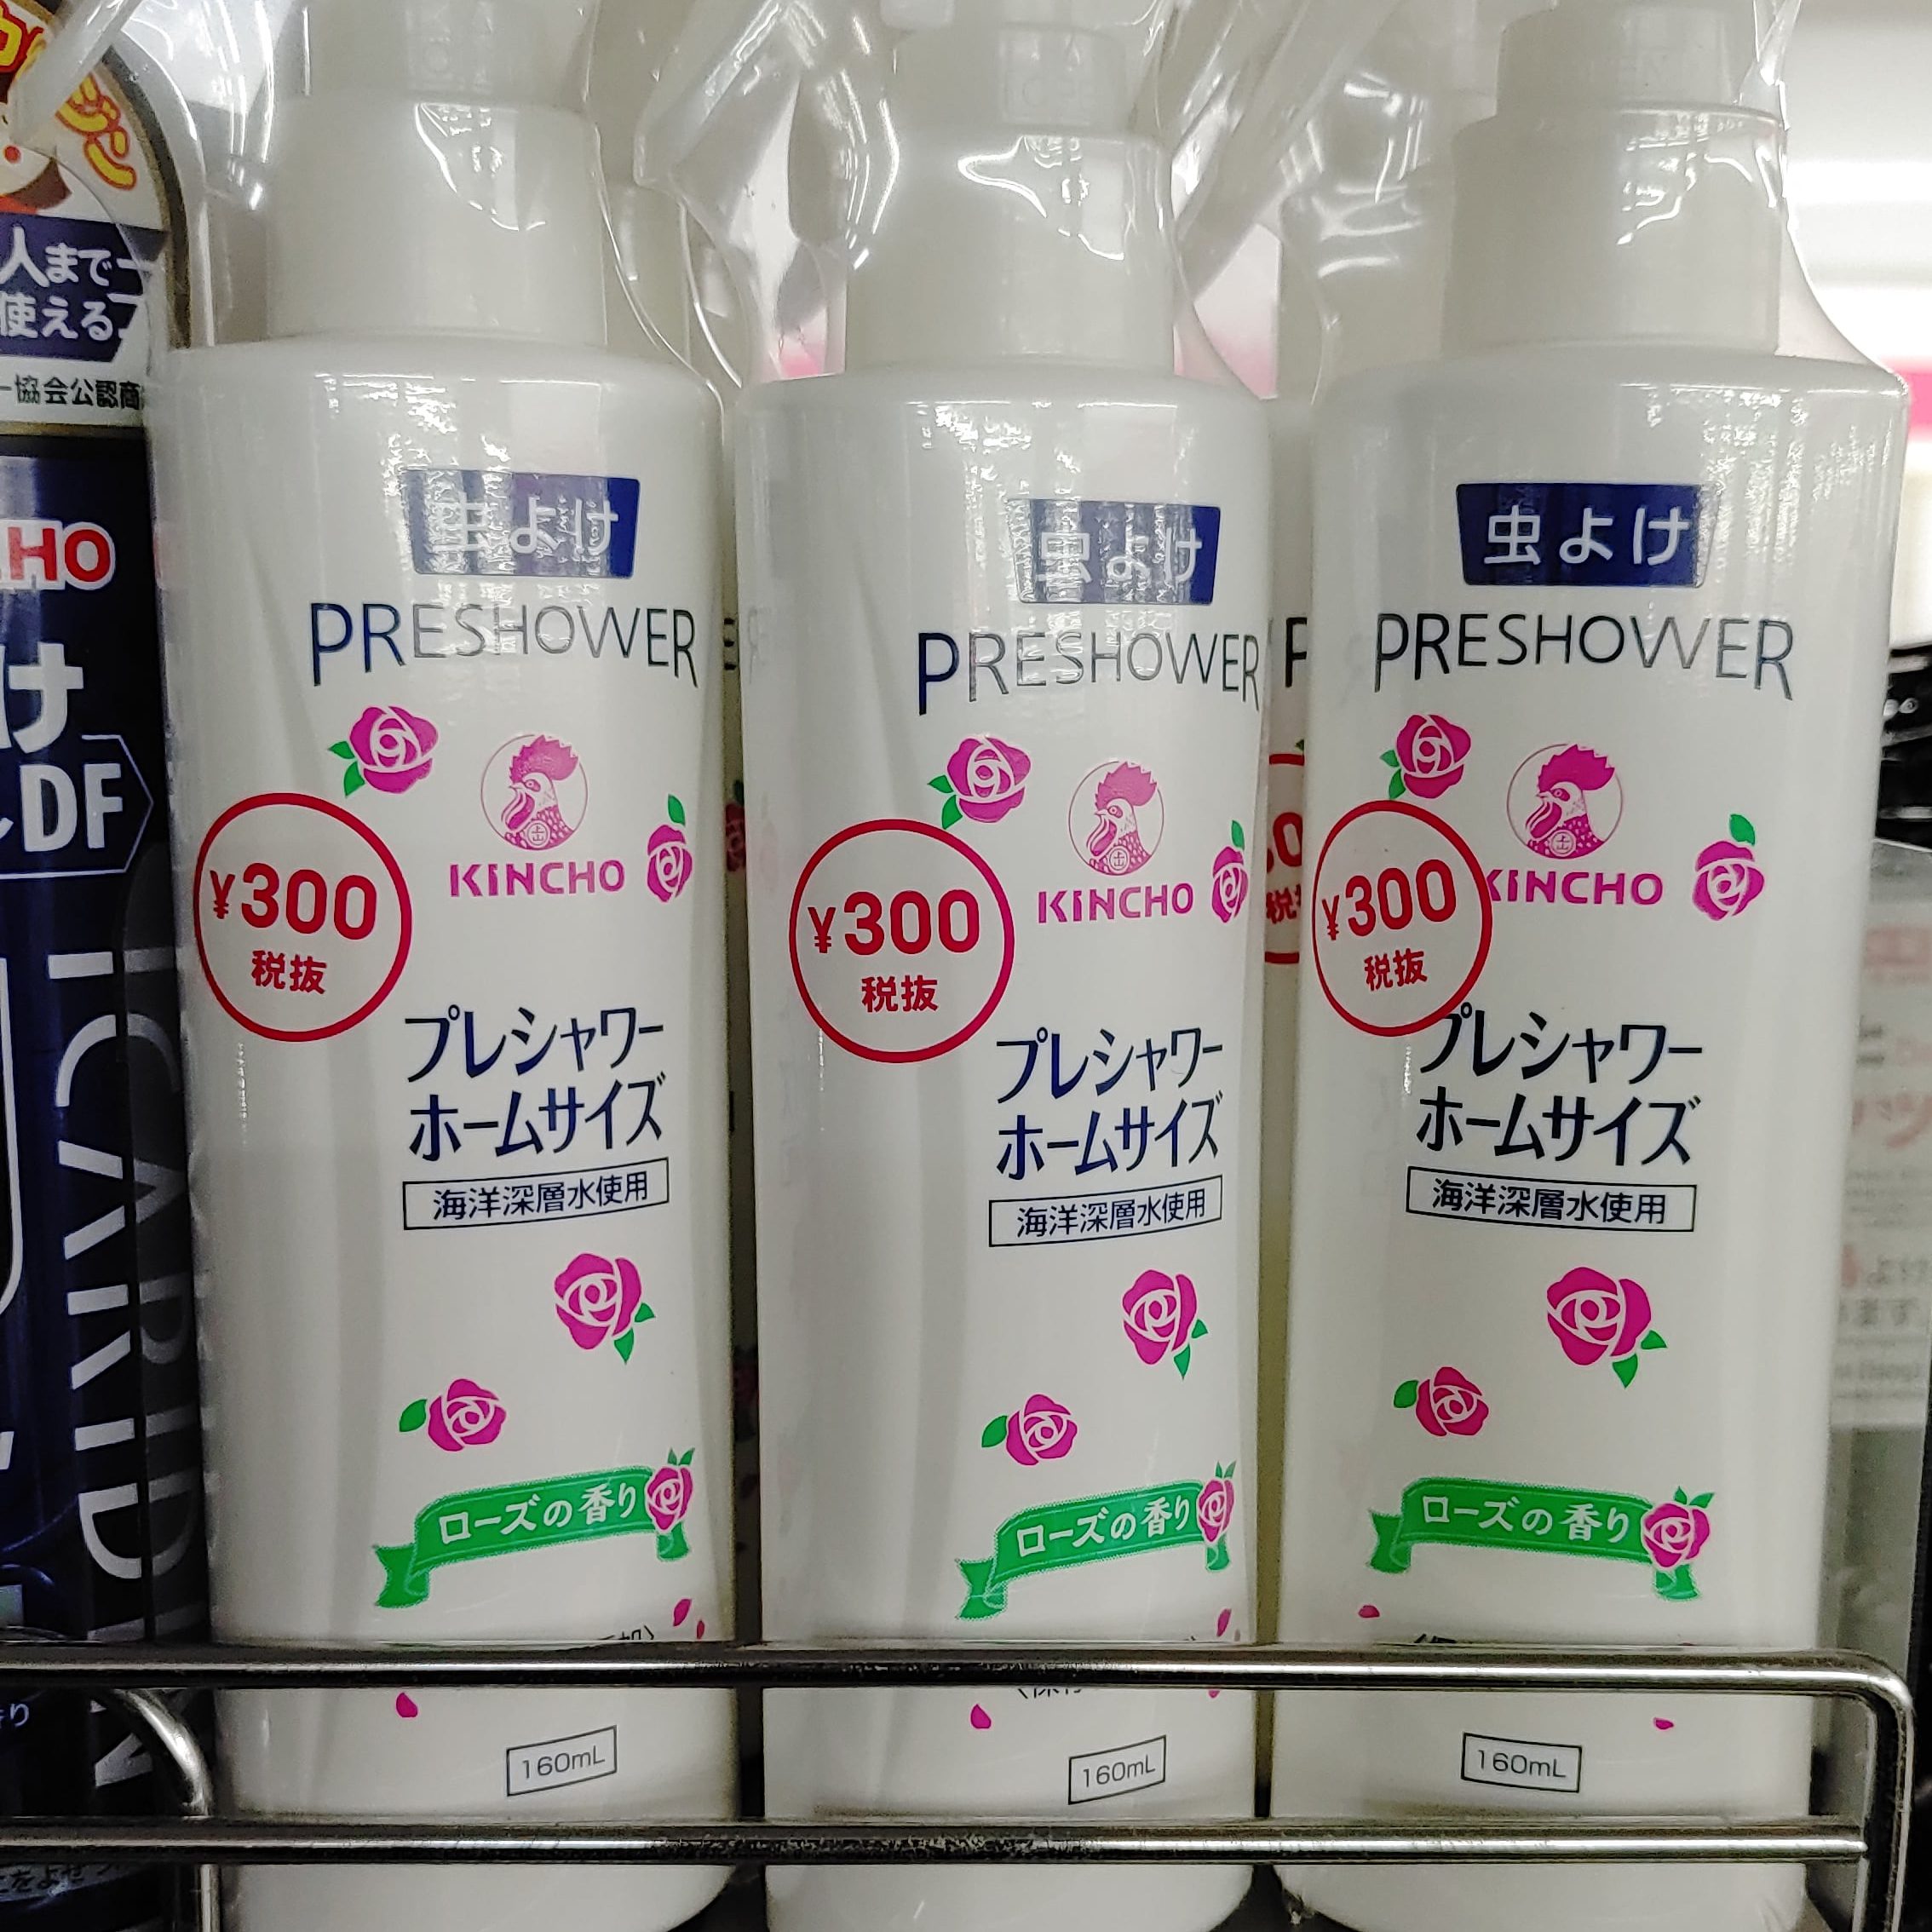 人まで
使える
協会公認商
HO
け
DF
ICARIDIN
虫よけ
PRESHOWER
KINCHO
¥300
税抜
プレシャワー
ホームサイズ
海洋深層水使用
ローズの香り
160mL
虫よけ
PRESHOWER
KINCHO
¥300
税抜
プレシャワー
ホームサイズ
海洋深層水使用
ローズの香り
160mL
虫よけ
PRESHOWER
KINCHO
¥300
税抜
プレシャワー
ホームサイズ
海洋深層水使用
ローズの香り
160mL